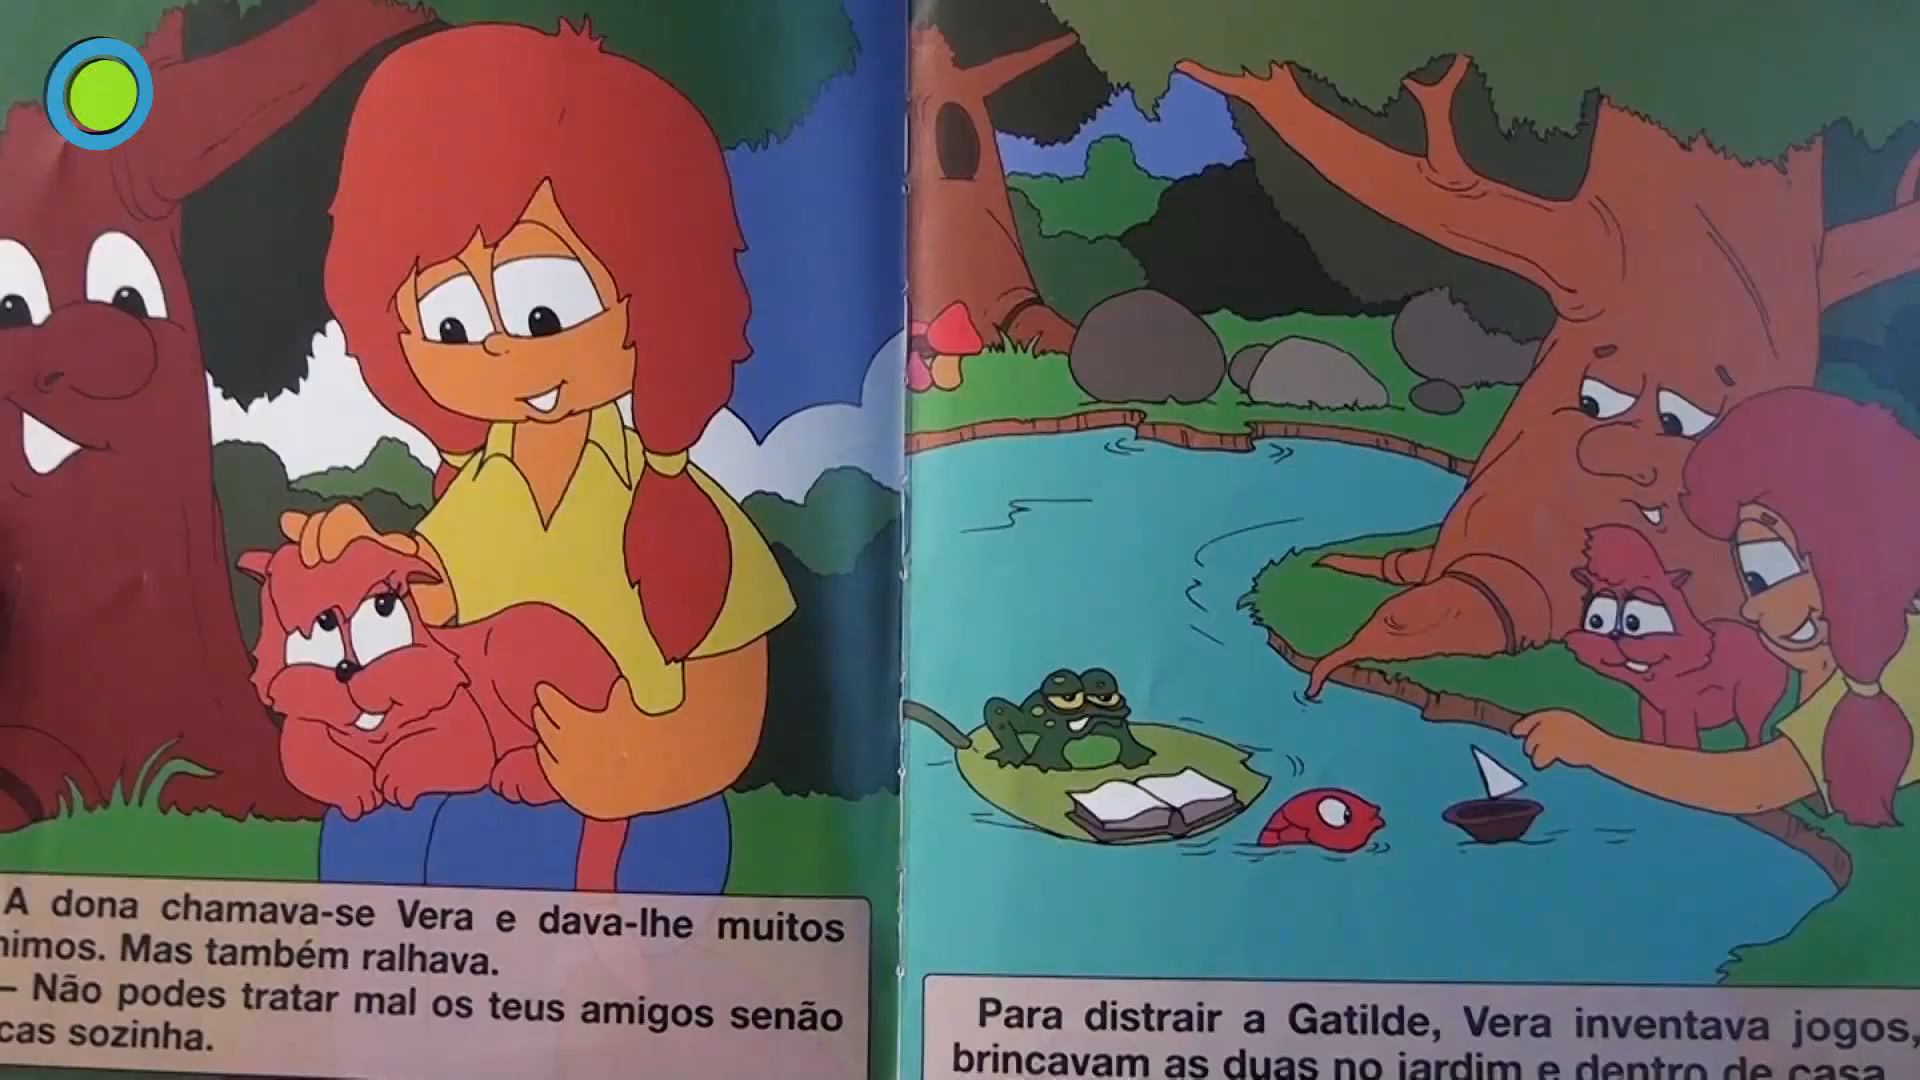 A dona chamava-se Vera e dava-lhe muitos
nimos. Mas também ralhava.
– Não podes tratar mal os teus amigos senão
cas sozinha.
Para distrair a Gatilde, Vera inventava jogos,
brincavam as duas no jardim e dentro de casa